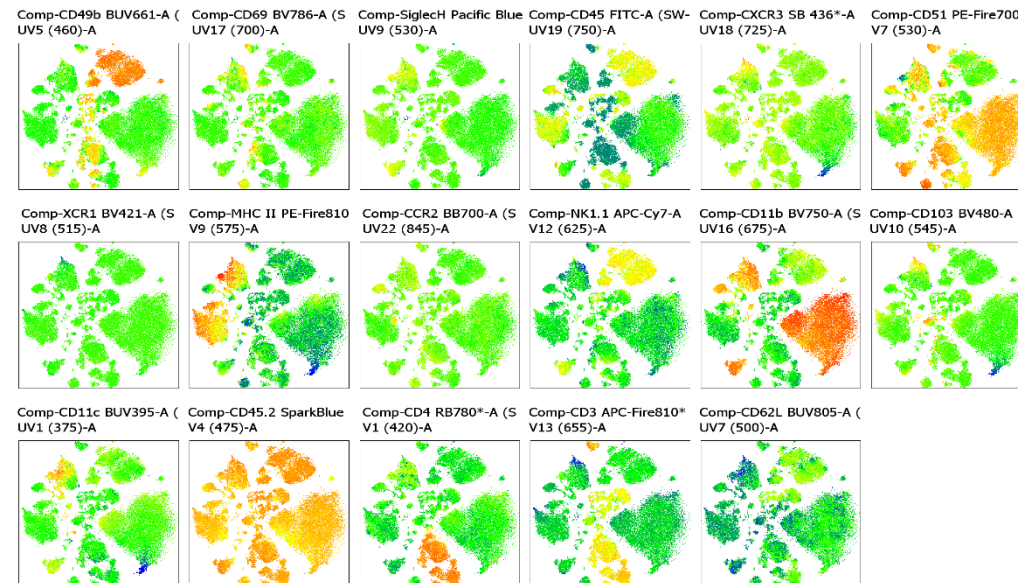 Comp-CD49b BUV661-A (
UV5 (460)-A
Comp-CD69 BV786-A (S
UV17 (700)-A
Comp-SiglecH Pacific Blue
UV9 (530)-A
Comp-CD45 FITC-A (SW-
UV19 (750)-A
Comp-CXCR3 SB 436*-A
UV18 (725)-A
Comp-CD51 PE-Fire700
V7 (530)-A
Comp-XCR1 BV421-A (S
UV8 (515)-A
Comp-MHC II PE-Fire810
V9 (575)-A
Comp-CCR2 BB700-A (S
UV22 (845)-A
Comp-NK1.1 APC-Cy7-A
V12 (625)-A
Comp-CD11b BV750-A (S
UV16 (675)-A
Comp-CD103 BV480-A
UV10 (545)-A
Comp-CD11c BUV395-A (
UV1 (375)-A
Comp-CD45.2 SparkBlue
V4 (475)-A
Comp-CD4 RB780*-A (S
V1 (420)-A
Comp-CD3 APC-Fire810*
V13 (655)-A
Comp-CD62L BUV805-A (
UV7 (500)-A